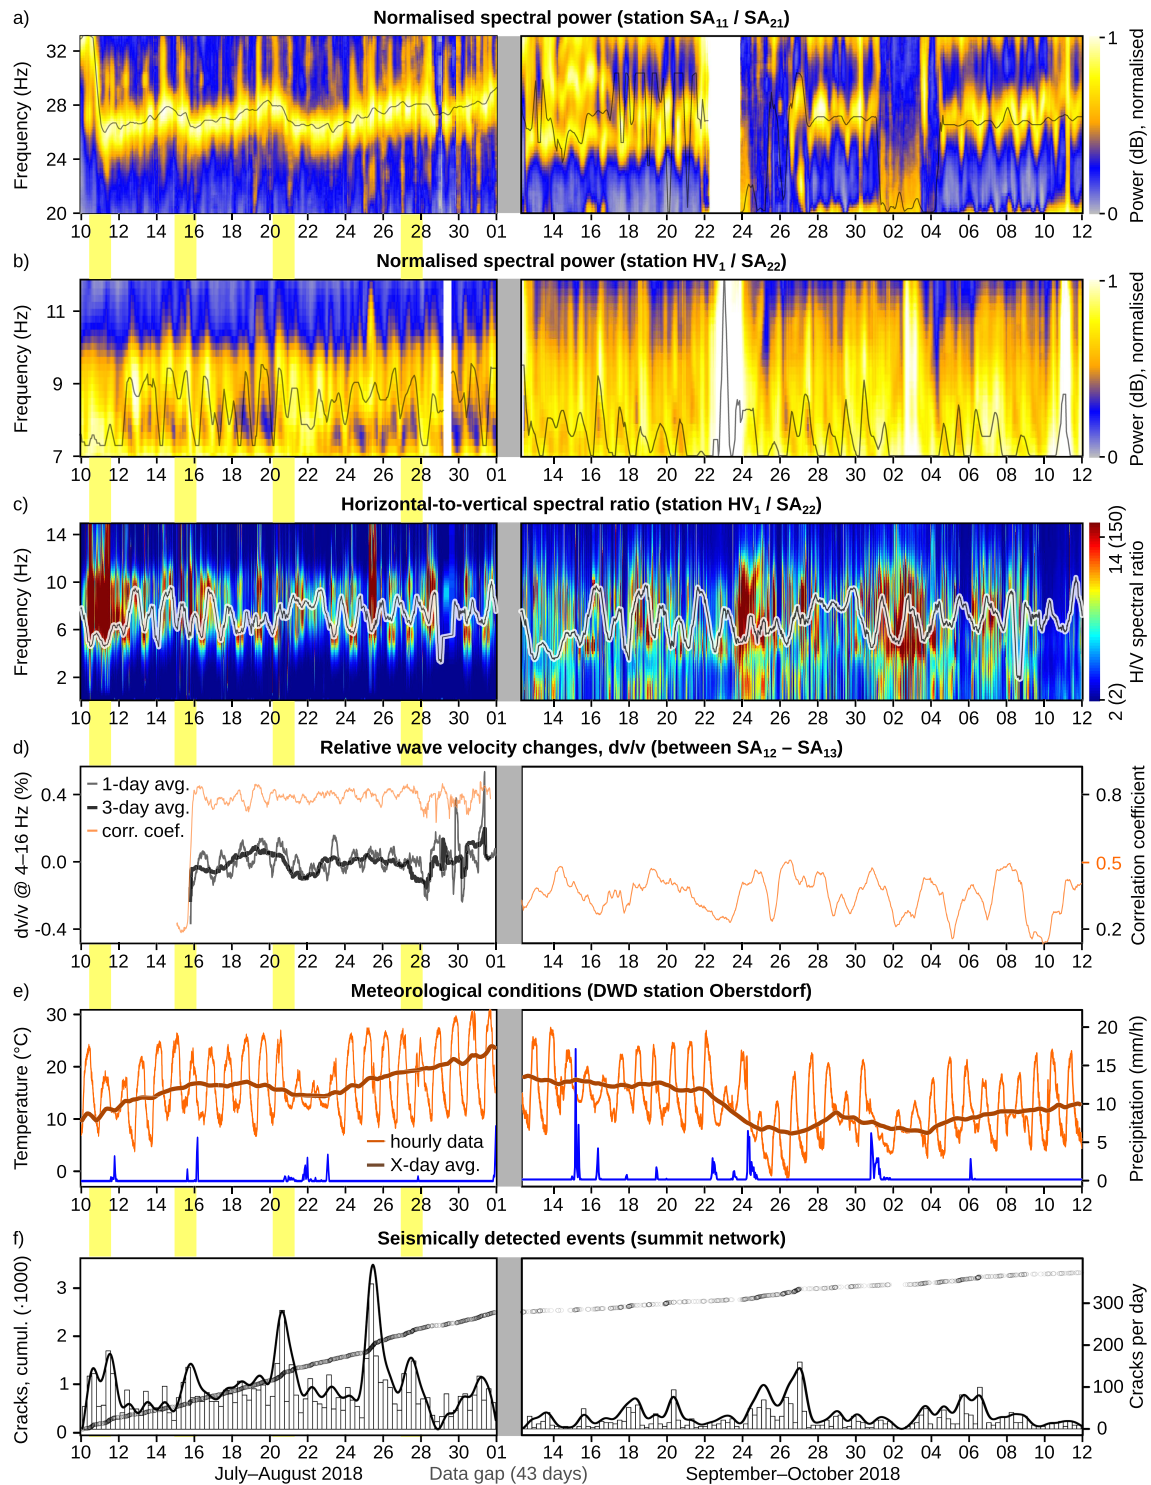 a) Normalised spectral power (station SA11 / SA21)
Frequency (Hz)
32
28
24
20
10 12 14 16 18 20 22 24 26 28 30 01 14 16 18 20 22 24 26 28 30 02 04 06 08 10 12
1
0
Power (dB), normalised
b) Normalised spectral power (station HV1 / SA22)
Frequency (Hz)
11
9
7
10 12 14 16 18 20 22 24 26 28 30 01 14 16 18 20 22 24 26 28 30 02 04 06 08 10 12
1
0
Power (dB), normalised
c) Horizontal-to-vertical spectral ratio (station HV1 / SA22)
Frequency (Hz)
14
10
6
2
10 12 14 16 18 20 22 24 26 28 30 01 14 16 18 20 22 24 26 28 30 02 04 06 08 10 12
14 (150)
2 (2)
H/V spectral ratio
d) Relative wave velocity changes, dv/v (between SA12 – SA13)
dv/v @ 4–16 Hz (%)
0.4
0.0
-0.4
1-day avg.
3-day avg.
corr. coef.
10 12 14 16 18 20 22 24 26 28 30 01 14 16 18 20 22 24 26 28 30 02 04 06 08 10 12
0.8
0.5
0.2
Correlation coefficient
e) Meteorological conditions (DWD station Oberstdorf)
Temperature (°C)
30
20
10
0
hourly data
X-day avg.
10 12 14 16 18 20 22 24 26 28 30 01 14 16 18 20 22 24 26 28 30 02 04 06 08 10 12
20
15
10
5
0
Precipitation (mm/h)
f) Seismically detected events (summit network)
Cracks, cumul. (·1000)
3
2
1
0
10 12 14 16 18 20 22 24 26 28 30 01 14 16 18 20 22 24 26 28 30 02 04 06 08 10 12
300
200
100
0
Cracks per day
July–August 2018 Data gap (43 days) September–October 2018